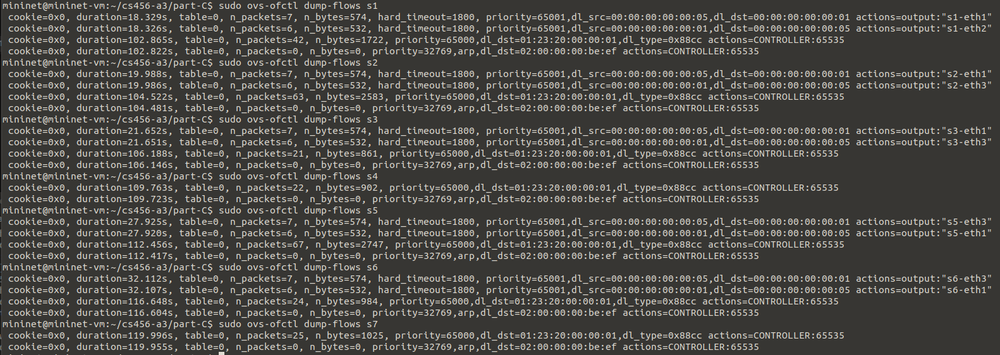 mininet@mininet-vm:~/cs456-a3/part-C$ sudo ovs-ofctl dump-flows s1
cookie=0x0, duration=18.329s, table=0, n_packets=7, n_bytes=574, hard_timeout=1800, priority=65001,dl_src=00:00:00:00:00:05,dl_dst=00:00:00:00:00:01 actions=output:"s1-eth1"
cookie=0x0, duration=18.326s, table=0, n_packets=6, n_bytes=532, hard_timeout=1800, priority=65001,dl_src=00:00:00:00:00:01,dl_dst=00:00:00:00:00:05 actions=output:"s1-eth2"
cookie=0x0, duration=102.865s, table=0, n_packets=42, n_bytes=1722, priority=65000,dl_dst=01:23:20:00:00:01,dl_type=0x88cc actions=CONTROLLER:65535
cookie=0x0, duration=102.822s, table=0, n_packets=0, n_bytes=0, priority=32769,arp,dl_dst=02:00:00:00:be:ef actions=CONTROLLER:65535
mininet@mininet-vm:~/cs456-a3/part-C$ sudo ovs-ofctl dump-flows s2
cookie=0x0, duration=19.988s, table=0, n_packets=7, n_bytes=574, hard_timeout=1800, priority=65001,dl_src=00:00:00:00:00:05,dl_dst=00:00:00:00:00:01 actions=output:"s2-eth1"
cookie=0x0, duration=19.986s, table=0, n_packets=6, n_bytes=532, hard_timeout=1800, priority=65001,dl_src=00:00:00:00:00:01,dl_dst=00:00:00:00:00:05 actions=output:"s2-eth3"
cookie=0x0, duration=104.522s, table=0, n_packets=63, n_bytes=2583, priority=65000,dl_dst=01:23:20:00:00:01,dl_type=0x88cc actions=CONTROLLER:65535
cookie=0x0, duration=104.481s, table=0, n_packets=0, n_bytes=0, priority=32769,arp,dl_dst=02:00:00:00:be:ef actions=CONTROLLER:65535
mininet@mininet-vm:~/cs456-a3/part-C$ sudo ovs-ofctl dump-flows s3
cookie=0x0, duration=21.652s, table=0, n_packets=7, n_bytes=574, hard_timeout=1800, priority=65001,dl_src=00:00:00:00:00:05,dl_dst=00:00:00:00:00:01 actions=output:"s3-eth1"
cookie=0x0, duration=21.651s, table=0, n_packets=6, n_bytes=532, hard_timeout=1800, priority=65001,dl_src=00:00:00:00:00:01,dl_dst=00:00:00:00:00:05 actions=output:"s3-eth3"
cookie=0x0, duration=106.188s, table=0, n_packets=21, n_bytes=861, priority=65000,dl_dst=01:23:20:00:00:01,dl_type=0x88cc actions=CONTROLLER:65535
cookie=0x0, duration=106.146s, table=0, n_packets=0, n_bytes=0, priority=32769,arp,dl_dst=02:00:00:00:be:ef actions=CONTROLLER:65535
mininet@mininet-vm:~/cs456-a3/part-C$ sudo ovs-ofctl dump-flows s4
cookie=0x0, duration=109.763s, table=0, n_packets=22, n_bytes=902, priority=65000,dl_dst=01:23:20:00:00:01,dl_type=0x88cc actions=CONTROLLER:65535
cookie=0x0, duration=109.723s, table=0, n_packets=0, n_bytes=0, priority=32769,arp,dl_dst=02:00:00:00:be:ef actions=CONTROLLER:65535
mininet@mininet-vm:~/cs456-a3/part-C$ sudo ovs-ofctl dump-flows s5
cookie=0x0, duration=27.925s, table=0, n_packets=7, n_bytes=574, hard_timeout=1800, priority=65001,dl_src=00:00:00:00:00:05,dl_dst=00:00:00:00:00:01 actions=output:"s5-eth3"
cookie=0x0, duration=27.920s, table=0, n_packets=6, n_bytes=532, hard_timeout=1800, priority=65001,dl_src=00:00:00:00:00:01,dl_dst=00:00:00:00:00:05 actions=output:"s5-eth1"
cookie=0x0, duration=112.456s, table=0, n_packets=67, n_bytes=2747, priority=65000,dl_dst=01:23:20:00:00:01,dl_type=0x88cc actions=CONTROLLER:65535
cookie=0x0, duration=112.417s, table=0, n_packets=0, n_bytes=0, priority=32769,arp,dl_dst=02:00:00:00:be:ef actions=CONTROLLER:65535
mininet@mininet-vm:~/cs456-a3/part-C$ sudo ovs-ofctl dump-flows s6
cookie=0x0, duration=32.112s, table=0, n_packets=7, n_bytes=574, hard_timeout=1800, priority=65001,dl_src=00:00:00:00:00:05,dl_dst=00:00:00:00:00:01 actions=output:"s6-eth3"
cookie=0x0, duration=32.107s, table=0, n_packets=6, n_bytes=532, hard_timeout=1800, priority=65001,dl_src=00:00:00:00:00:01,dl_dst=00:00:00:00:00:05 actions=output:"s6-eth1"
cookie=0x0, duration=116.648s, table=0, n_packets=24, n_bytes=984, priority=65000,dl_dst=01:23:20:00:00:01,dl_type=0x88cc actions=CONTROLLER:65535
cookie=0x0, duration=116.604s, table=0, n_packets=0, n_bytes=0, priority=32769,arp,dl_dst=02:00:00:00:be:ef actions=CONTROLLER:65535
mininet@mininet-vm:~/cs456-a3/part-C$ sudo ovs-ofctl dump-flows s7
cookie=0x0, duration=119.996s, table=0, n_packets=25, n_bytes=1025, priority=65000,dl_dst=01:23:20:00:00:01,dl_type=0x88cc actions=CONTROLLER:65535
cookie=0x0, duration=119.955s, table=0, n_packets=0, n_bytes=0, priority=32769,arp,dl_dst=02:00:00:00:be:ef actions=CONTROLLER:65535